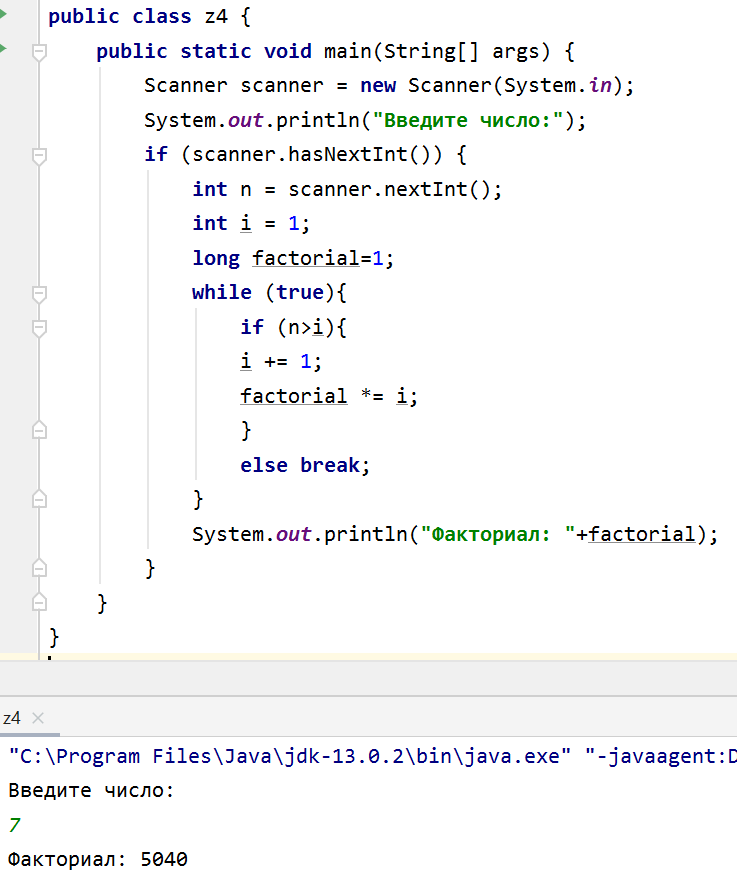 public class z4 {
    public static void main(String[] args) {
        Scanner scanner = new Scanner(System.in);
        System.out.println("Введите число:");
        if (scanner.hasNextInt()) {
            int n = scanner.nextInt();
            int i = 1;
            long factorial=1;
            while (true){
                if (n>i){
                i += 1;
                factorial *= i;
                }
                else break;
            }
            System.out.println("Факториал: "+factorial);
        }
    }
}
z4
"C:\Program Files\Java\jdk-13.0.2\bin\java.exe" "-javaagent:D
Введите число:
7
Факториал: 5040